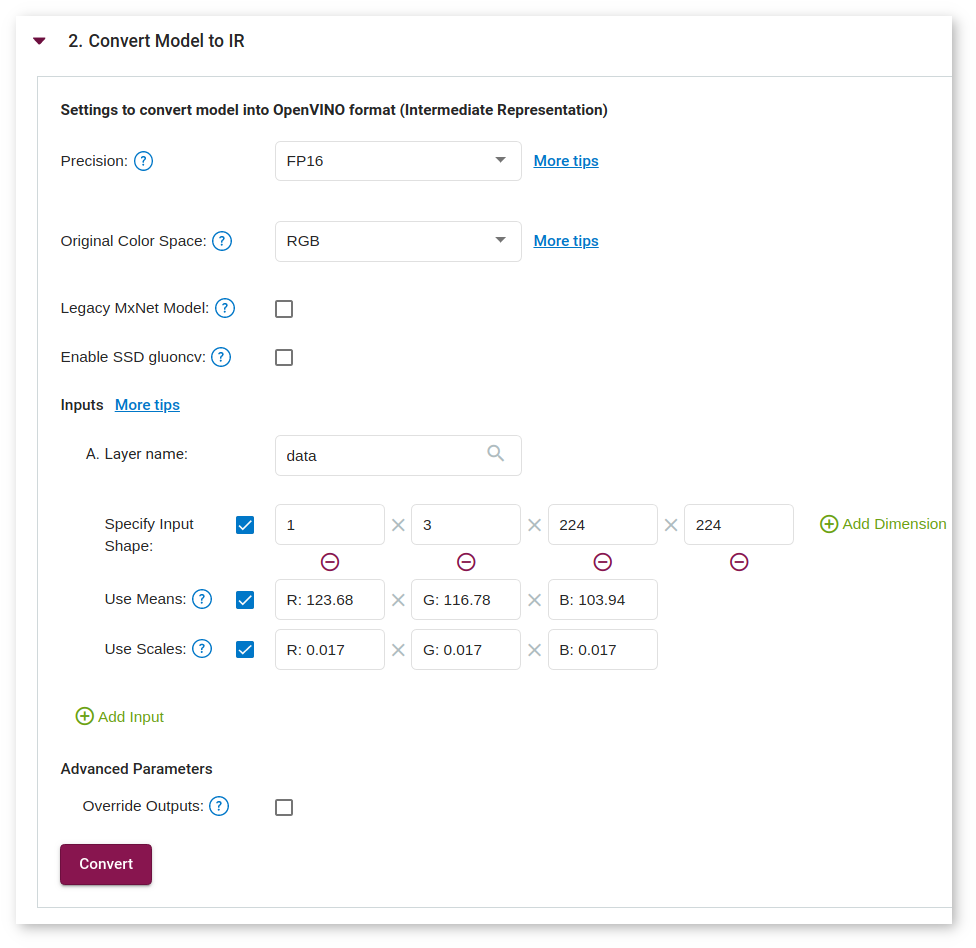 2. Convert Model to IR
Settings to convert model into OpenVINO format (Intermediate Representation)
Precision: ? FP16 More tips
Original Color Space: ? RGB More tips
Legacy MxNet Model: ?
Enable SSD gluoncv: ?
Inputs More tips
A. Layer name: data
Specify Input
Shape:
1 × 3 × 224 × 224 Add Dimension
Use Means: ? R: 123.68 × G: 116.78 × B: 103.94
Use Scales: ? R: 0.017 × G: 0.017 × B: 0.017
Add Input
Advanced Parameters
Override Outputs: ?
Convert